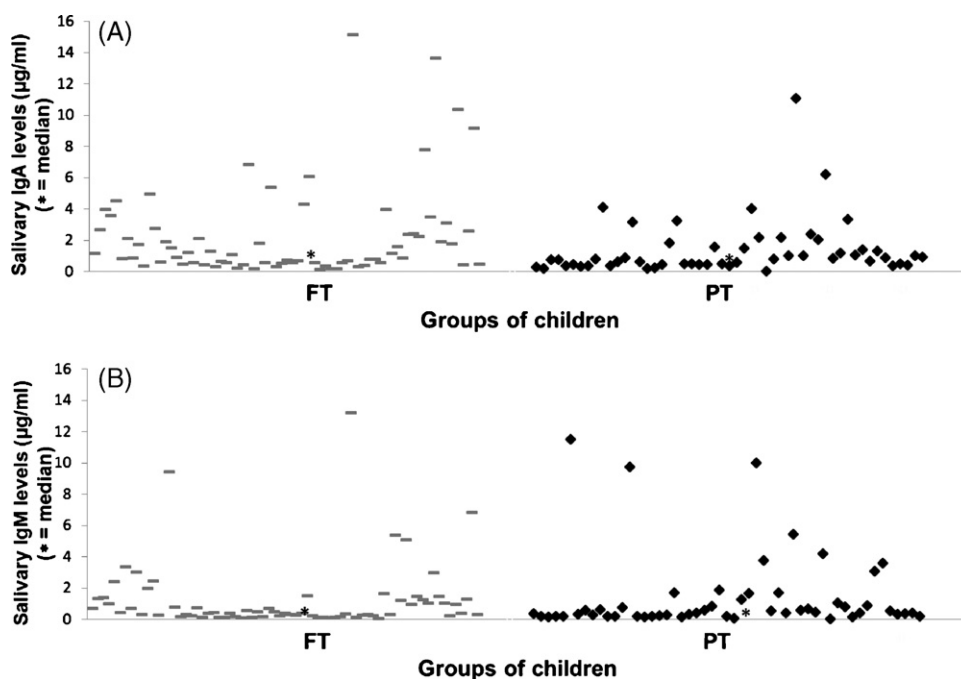 (A)
Salivary IgA levels (µg/ml)
(* = median)
16
14
12
10
8
6
4
2
0
*
*
FT
PT
Groups of children
(B)
Salivary IgM levels (µg/ml)
(* = median)
16
14
12
10
8
6
4
2
0
*
*
FT
PT
Groups of children